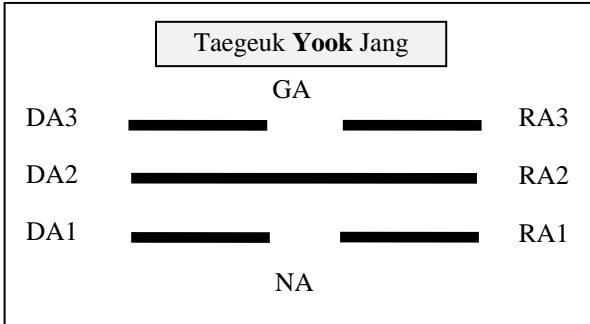 Taegeuk Yook Jang
GA
DA3 RA3
DA2 RA2
DA1 RA1
NA